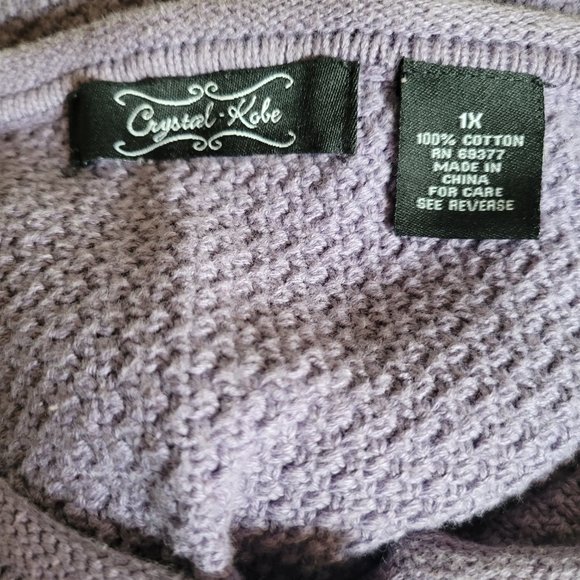 Crystal-Kobe
1X
100% COTTON
RN 69377
MADE IN
CHINA
FOR CARE
SEE REVERSE